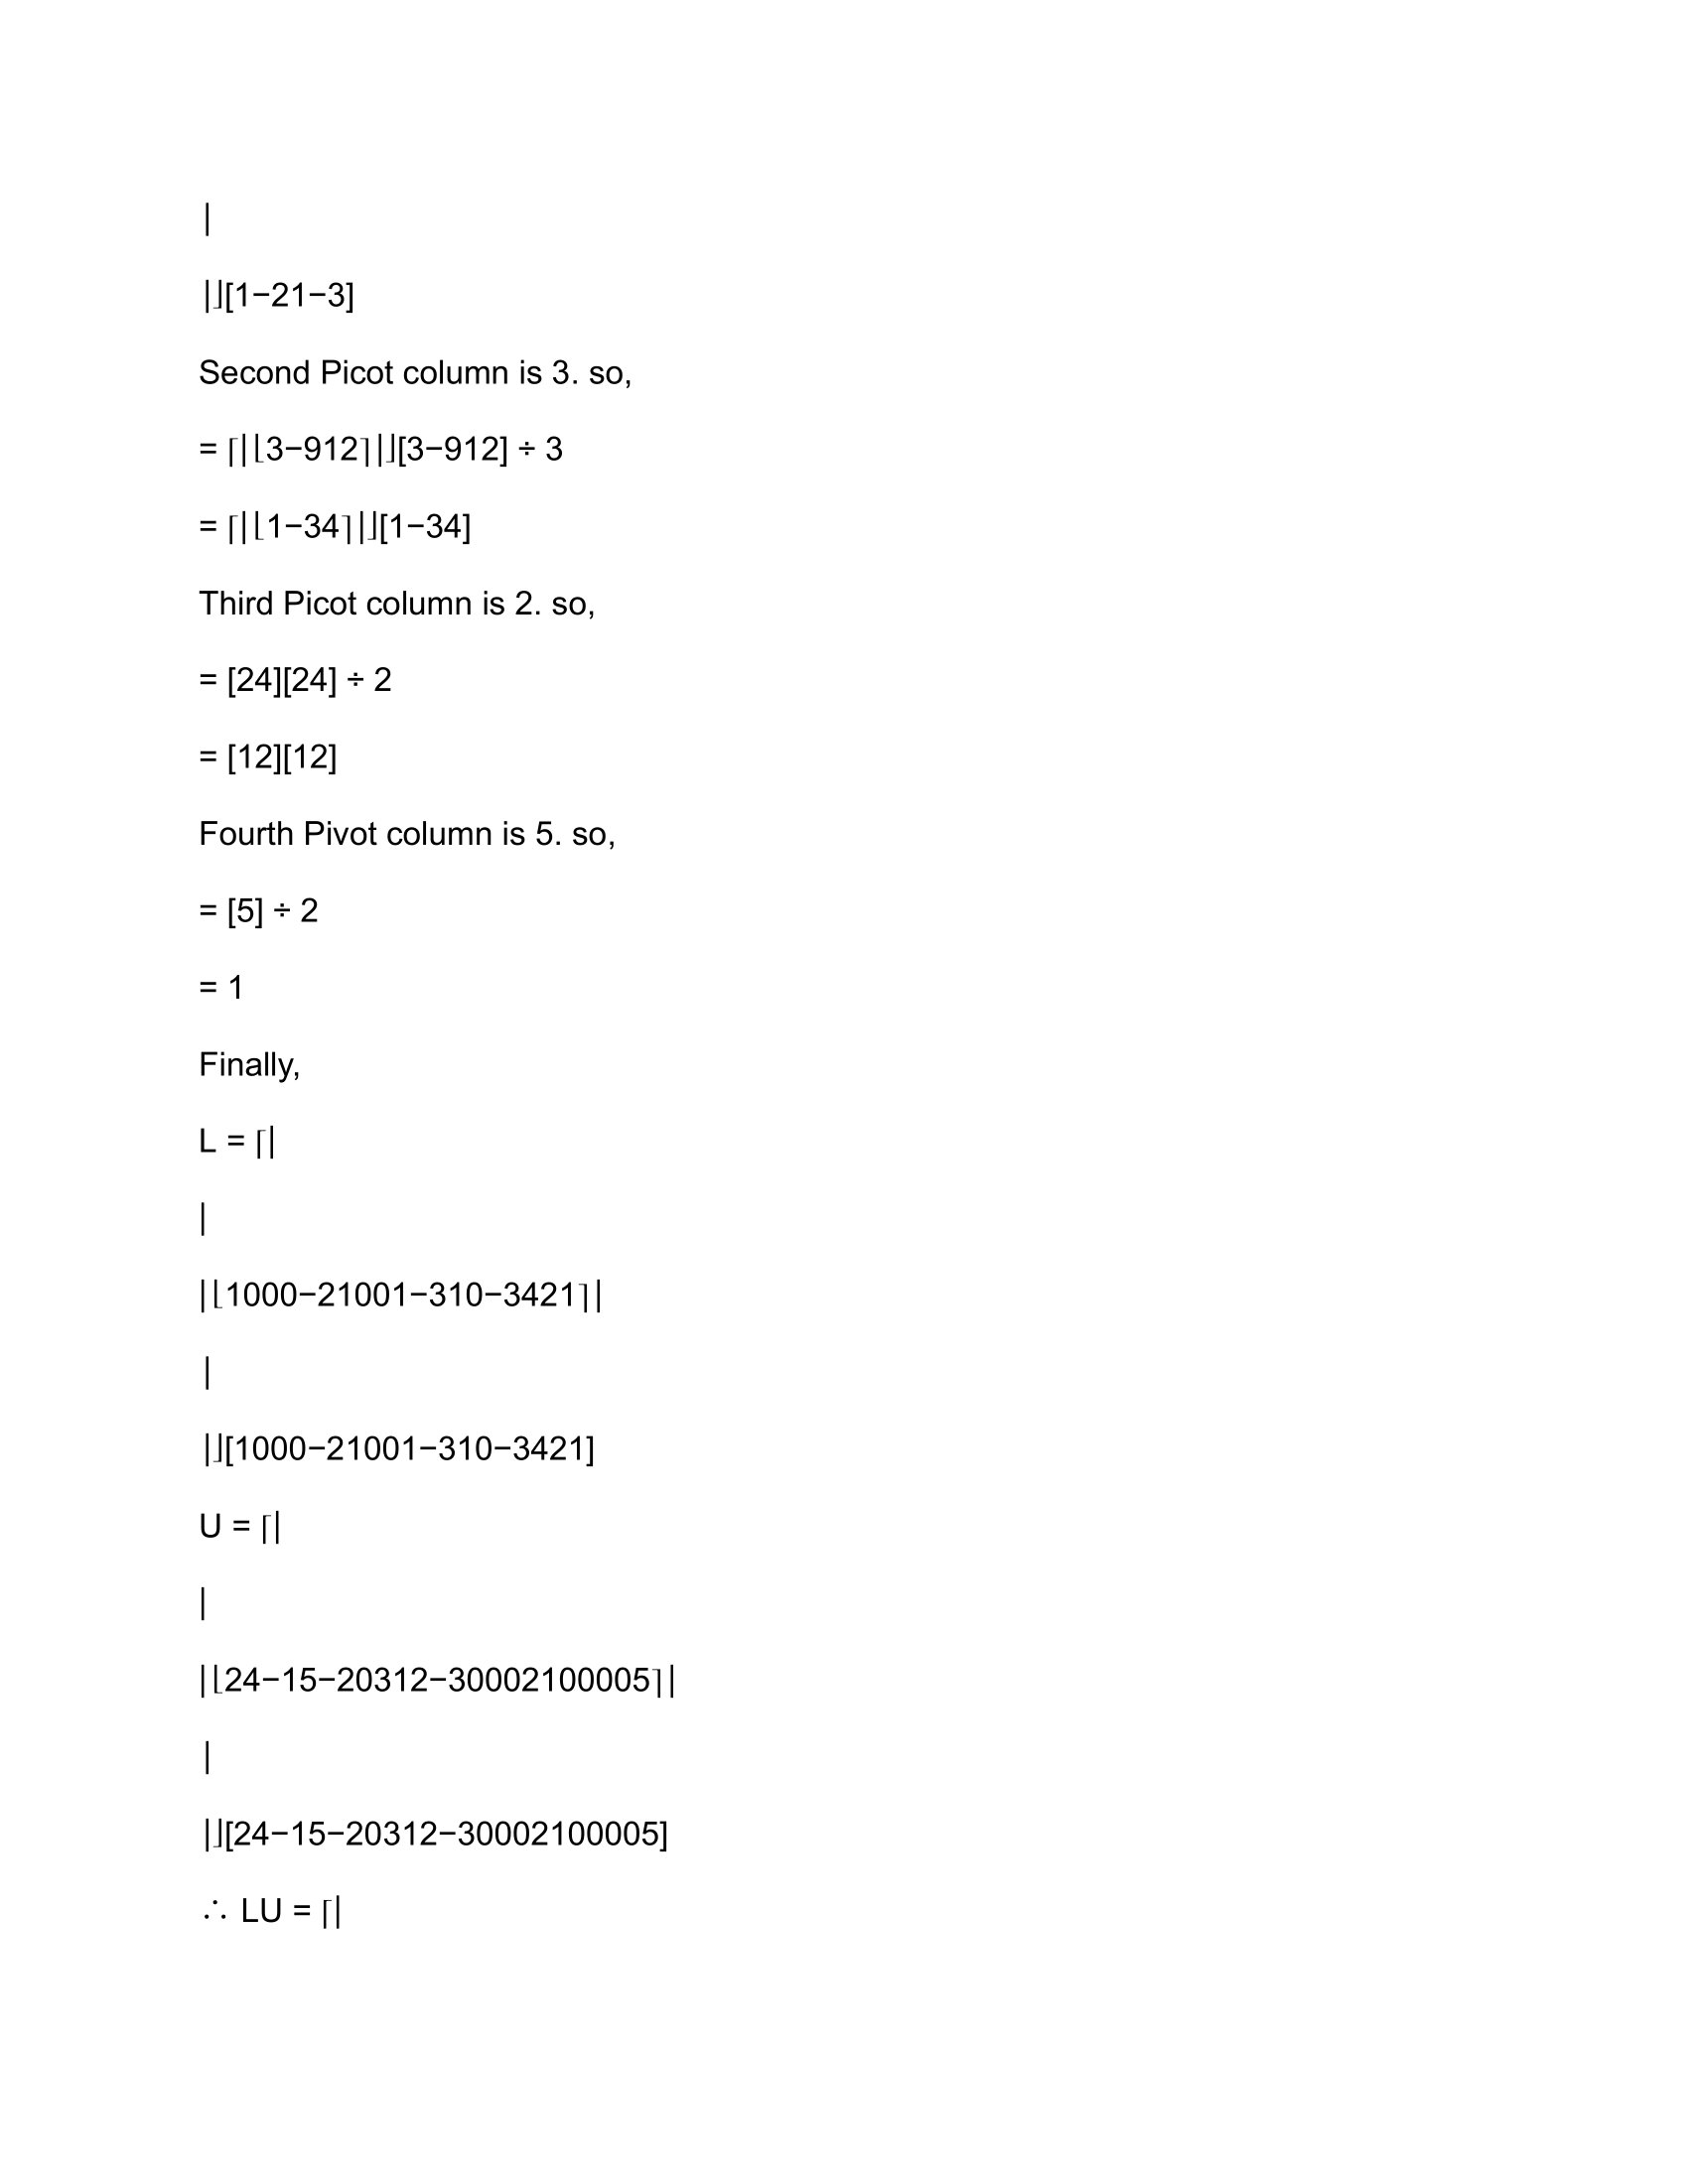 |
|⌋[1−21−3]
Second Picot column is 3. so,
= ⌈|⌊3−912⌉|⌋[3−912] ÷ 3
= ⌈|⌊1−34⌉|⌋[1−34]
Third Picot column is 2. so,
= [24][24] ÷ 2
= [12][12]
Fourth Pivot column is 5. so,
= [5] ÷ 2
= 1
Finally,
L = ⌈|
|
|⌊1000−21001−310−3421⌉|
|
|⌋[1000−21001−310−3421]
U = ⌈|
|
|⌊24−15−20312−30002100005⌉|
|
|⌋[24−15−20312−30002100005]
∴ LU = ⌈|